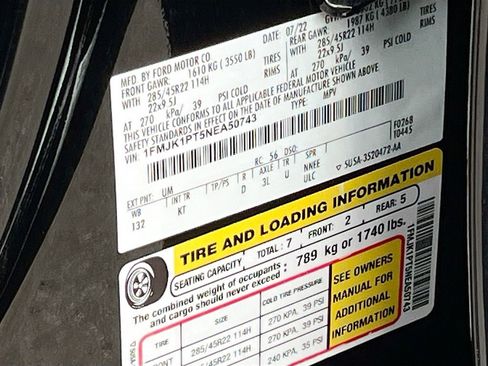 MFD. BY FORD MOTOR CO.
DATE: 07/22
FRONT GAWR: 1610 KG ( 3550 LB)
REAR GAWR: 1987 KG ( 4380 LB)
WITH 285/45R22 114H TIRES
WITH 285/45R22 114H TIRES
22x9.5J RIMS
22x9.5J RIMS
AT 270 kPa/ 39 PSI COLD
AT 270 kPa/ 39 PSI COLD
THIS VEHICLE CONFORMS TO ALL APPLICABLE FEDERAL MOTOR VEHICLE
SAFETY STANDARDS IN EFFECT ON THE DATE OF MANUFACTURE SHOWN ABOVE.
VIN: 1FMJK1PT5NEA50743
TYPE: MPV
F0268
T0445
EXT PNT: UM RC: 56 DSO:
WB INT TR TP/PS R AXLE TR SPR
132 KT D 3L U NNFE ULC
▽ 5USA-3520472-AA
TIRE AND LOADING INFORMATION
SEATING CAPACITY TOTAL: 7 FRONT: 2 REAR: 5
The combined weight of occupants and cargo should never exceed : 789 kg or 1740 lbs.
TIRE SIZE COLD TIRE PRESSURE
285/45R22 114H 270 KPA, 39 PSI
285/45R22 114H 270 KPA, 39 PSI
240 KPA, 35 PSI
SEE OWNERS
MANUAL FOR
ADDITIONAL
INFORMATION
1FMJK1PT5NEA50743